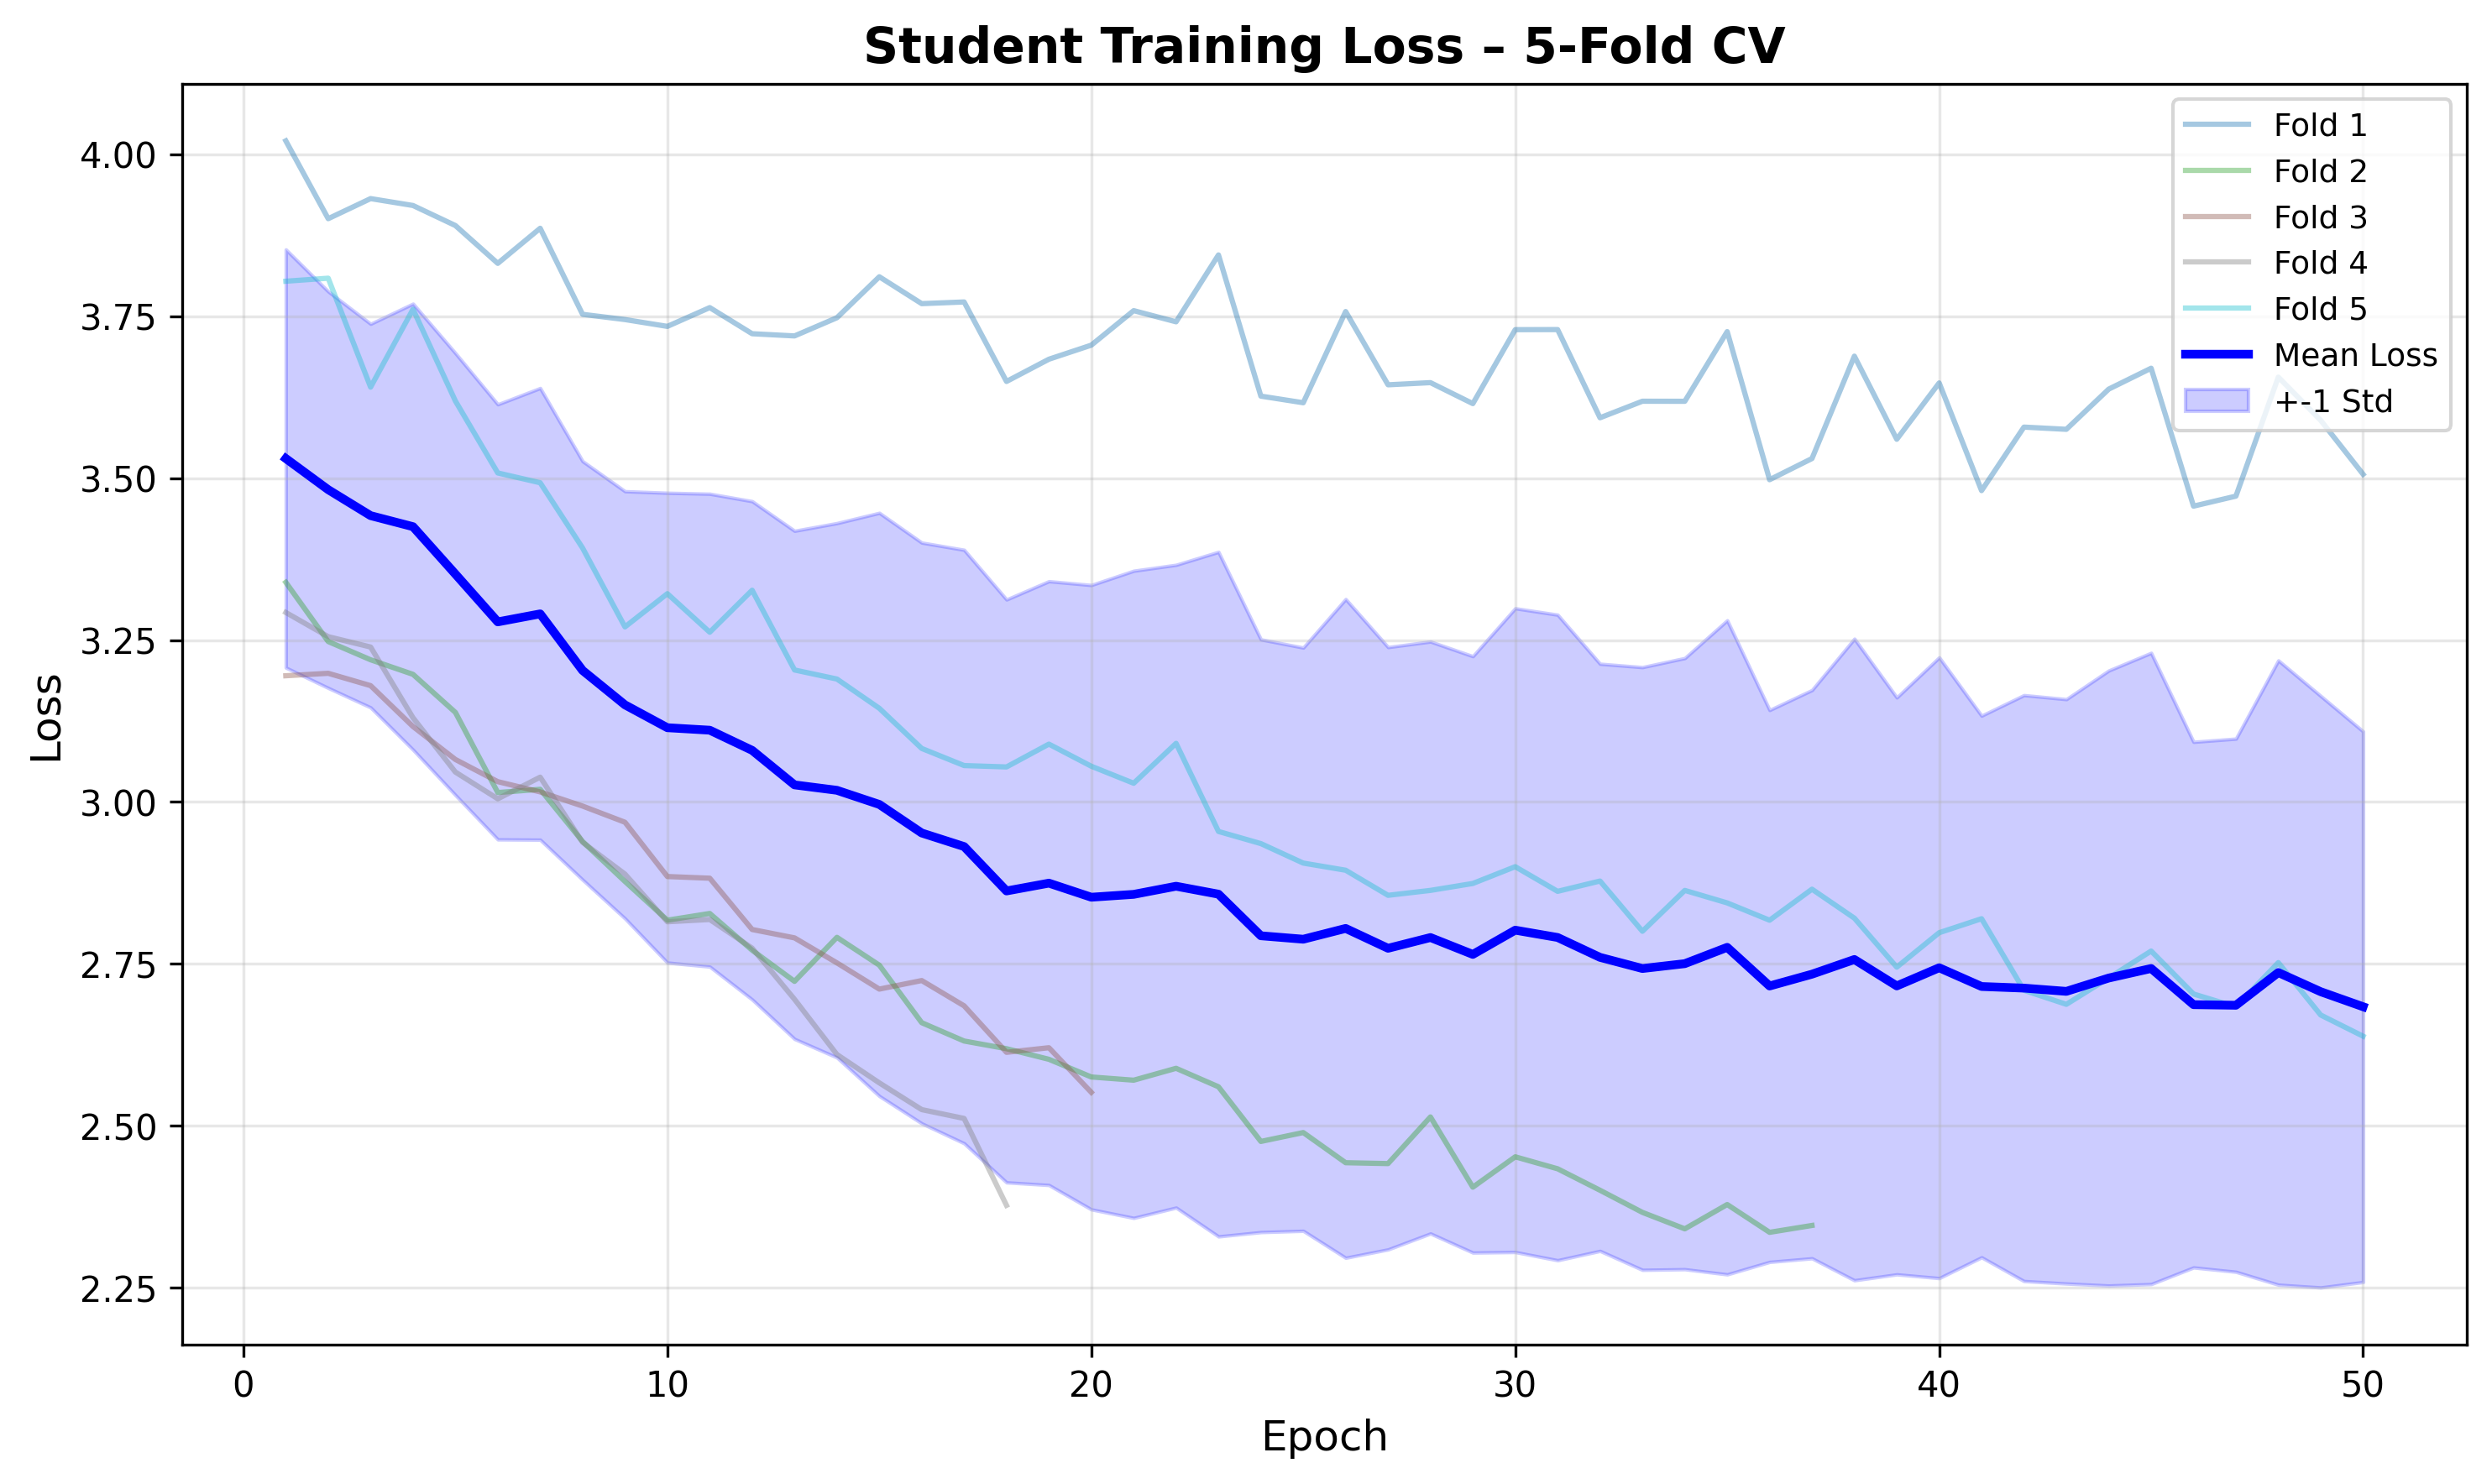 Student Training Loss – 5-Fold CV
Fold 1
Fold 2
Fold 3
Fold 4
Fold 5
Mean Loss
+-1 Std
Loss
4.00
3.75
3.50
3.25
3.00
2.75
2.50
2.25
0 10 20 30 40 50
Epoch